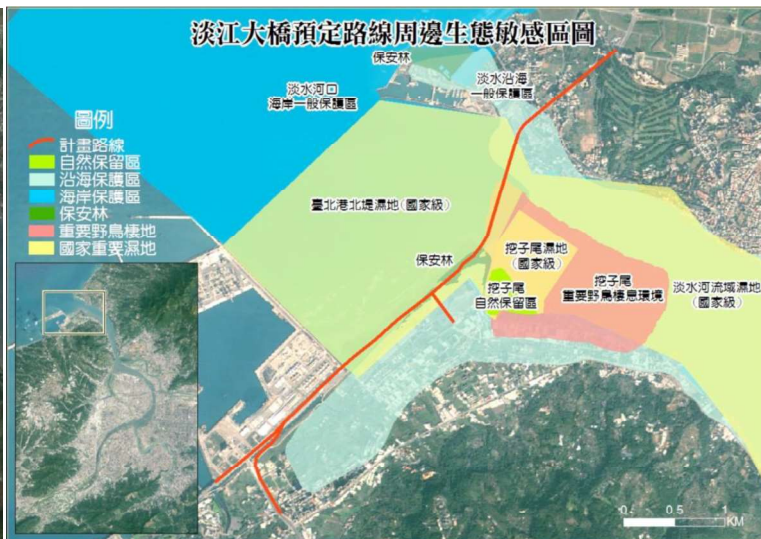 淡江大橋預定路線周邊生態敏感區圖
保安林
淡水沿海
一般保護區
淡水河口
海岸一般保護區
圖例
計畫路線
自然保留區
沿海保護區
海岸保護區
保安林
重要野鳥棲地
國家重要濕地
臺北港北堤濕地(國家級)
保安林
挖子尾濕地
(國家級)
挖子尾
自然保留區
挖子尾
重要野鳥棲息環境
淡水河流域濕地
(國家級)
0 0.5 1
KM